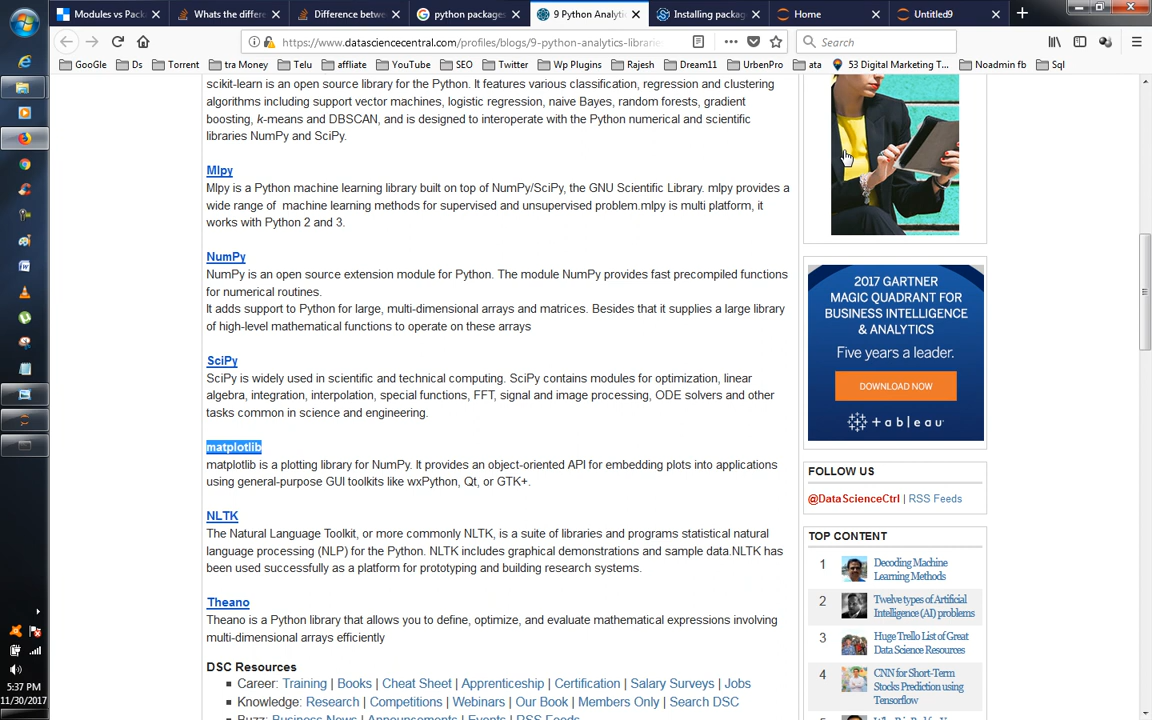 Modules vs Pack
Whats the differe
Difference betwe
python packages
9 Python Analyti
Installing packag
Home
Untitled9
https://www.datasciencecentral.com/profiles/blogs/9-python-analytics-librarie
Search
GooGle
Ds
Torrent
tra Money
Telu
affiliate
YouTube
SEO
Twitter
Wp Plugins
Rajesh
Dream11
UrbenPro
ata
53 Digital Marketing T...
Noadmin fb
Sql
scikit-learn is an open source library for the Python. It features various classification, regression and clustering
algorithms including support vector machines, logistic regression, naive Bayes, random forests, gradient
boosting, k-means and DBSCAN, and is designed to interoperate with the Python numerical and scientific
libraries NumPy and SciPy.
Mlpy
Mlpy is a Python machine learning library built on top of NumPy/SciPy, the GNU Scientific Library. mlpy provides a
wide range of machine learning methods for supervised and unsupervised problem.mlpy is multi platform, it
works with Python 2 and 3.
NumPy
NumPy is an open source extension module for Python. The module NumPy provides fast precompiled functions
for numerical routines.
It adds support to Python for large, multi-dimensional arrays and matrices. Besides that it supplies a large library
of high-level mathematical functions to operate on these arrays
SciPy
SciPy is widely used in scientific and technical computing. SciPy contains modules for optimization, linear
algebra, integration, interpolation, special functions, FFT, signal and image processing, ODE solvers and other
tasks common in science and engineering.
matplotlib
matplotlib is a plotting library for NumPy. It provides an object-oriented API for embedding plots into applications
using general-purpose GUI toolkits like wxPython, Qt, or GTK+.
NLTK
The Natural Language Toolkit, or more commonly NLTK, is a suite of libraries and programs statistical natural
language processing (NLP) for the Python. NLTK includes graphical demonstrations and sample data.NLTK has
been used successfully as a platform for prototyping and building research systems.
Theano
Theano is a Python library that allows you to define, optimize, and evaluate mathematical expressions involving
multi-dimensional arrays efficiently
DSC Resources
Career: Training | Books | Cheat Sheet | Apprenticeship | Certification | Salary Surveys | Jobs
Knowledge: Research | Competitions | Webinars | Our Book | Members Only | Search DSC
Buzz: Business News | Announcements | Events | RSS Feeds
2017 GARTNER
MAGIC QUADRANT FOR
BUSINESS INTELLIGENCE
& ANALYTICS
Five years a leader.
DOWNLOAD NOW
+ a b l e a u
FOLLOW US
@DataScienceCtrl | RSS Feeds
TOP CONTENT
1 Decoding Machine
Learning Methods
2 Twelve types of Artificial
Intelligence (AI) problems
3 Huge Trello List of Great
Data Science Resources
4 CNN for Short-Term
Stocks Prediction using
Tensorflow
5:37 PM
11/30/2017